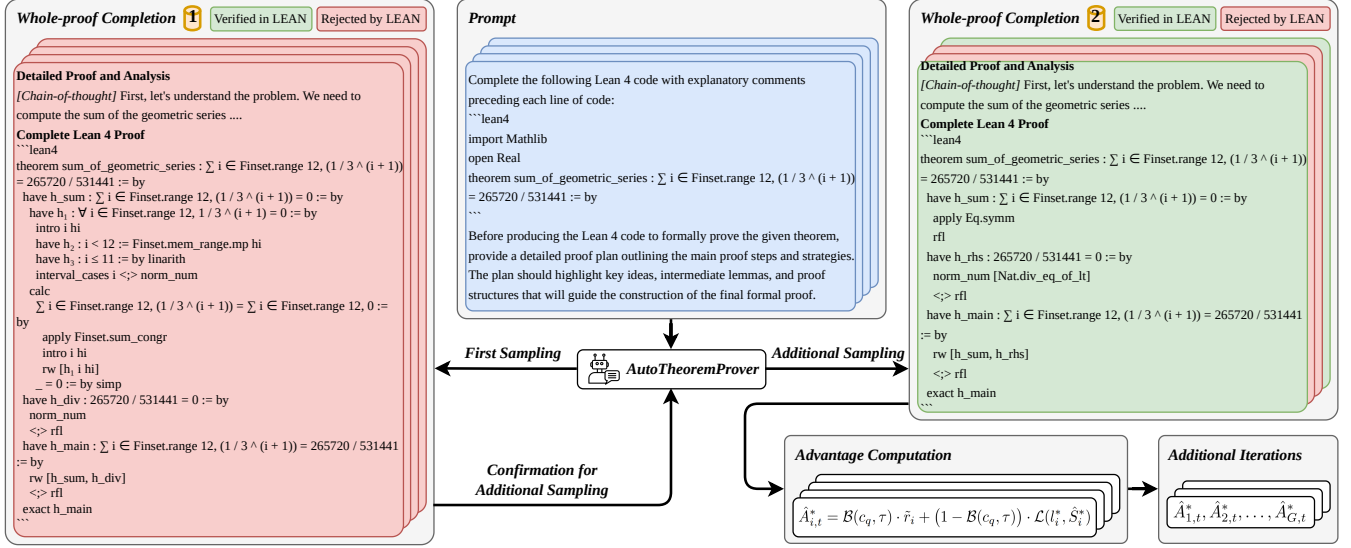 Whole-proof Completion 1 Verified in LEAN Rejected by LEAN
Detailed Proof and Analysis
[Chain-of-thought] First, let's understand the problem. We need to
compute the sum of the geometric series ....
Complete Lean 4 Proof
```lean4
theorem sum_of_geometric_series : ∑ i ∈ Finset.range 12, (1 / 3 ^ (i + 1))
= 265720 / 531441 := by
have h_sum : ∑ i ∈ Finset.range 12, (1 / 3 ^ (i + 1)) = 0 := by
have h₁ : ∀ i ∈ Finset.range 12, 1 / 3 ^ (i + 1) = 0 := by
intro i hi
have h₂ : i < 12 := Finset.mem_range.mp hi
have h₃ : i ≤ 11 := by linarith
interval_cases i <;> norm_num
calc
∑ i ∈ Finset.range 12, (1 / 3 ^ (i + 1)) = ∑ i ∈ Finset.range 12, 0 :=
by
apply Finset.sum_congr
intro i hi
rw [h₁ i hi]
_ = 0 := by simp
have h_div : 265720 / 531441 = 0 := by
norm_num
<;> rfl
have h_main : ∑ i ∈ Finset.range 12, (1 / 3 ^ (i + 1)) = 265720 / 531441
:= by
rw [h_sum, h_div]
<;> rfl
exact h_main
```
Prompt
Complete the following Lean 4 code with explanatory comments
preceding each line of code:
```lean4
import Mathlib
open Real
theorem sum_of_geometric_series : ∑ i ∈ Finset.range 12, (1 / 3 ^ (i + 1))
= 265720 / 531441 := by
```
Before producing the Lean 4 code to formally prove the given theorem,
provide a detailed proof plan outlining the main proof steps and strategies.
The plan should highlight key ideas, intermediate lemmas, and proof
structures that will guide the construction of the final formal proof.
First Sampling
AutoTheoremProver
Additional Sampling
Confirmation for
Additional Sampling
Whole-proof Completion 2 Verified in LEAN Rejected by LEAN
Detailed Proof and Analysis
[Chain-of-thought] First, let's understand the problem. We need to
compute the sum of the geometric series ....
Complete Lean 4 Proof
```lean4
theorem sum_of_geometric_series : ∑ i ∈ Finset.range 12, (1 / 3 ^ (i + 1))
= 265720 / 531441 := by
have h_sum : ∑ i ∈ Finset.range 12, (1 / 3 ^ (i + 1)) = 0 := by
apply Eq.symm
rfl
have h_rhs : 265720 / 531441 = 0 := by
norm_num [Nat.div_eq_of_lt]
<;> rfl
have h_main : ∑ i ∈ Finset.range 12, (1 / 3 ^ (i + 1)) = 265720 / 531441
:= by
rw [h_sum, h_rhs]
<;> rfl
exact h_main
```
Advantage Computation
Â*_{i,t} = ℬ(c_q, τ) · r̃_i + (1 − ℬ(c_q, τ)) · ℒ(l*_i, Ŝ*_i)
Additional Iterations
Â*_{1,t}, Â*_{2,t}, . . . , Â*_{G,t}